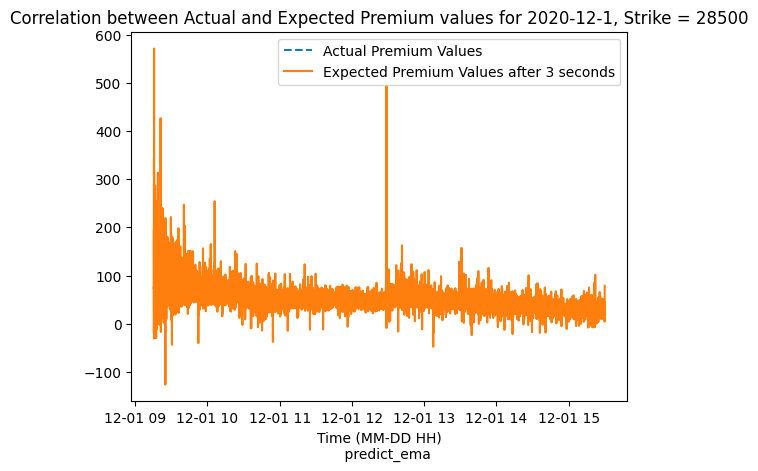 Correlation between Actual and Expected Premium values for 2020-12-1, Strike = 28500
600
Actual Premium Values
Expected Premium Values after 3 seconds
500
400
300
200
100
0
−100
12-01 09 12-01 10 12-01 11 12-01 12 12-01 13 12-01 14 12-01 15
Time (MM-DD HH)
predict_ema